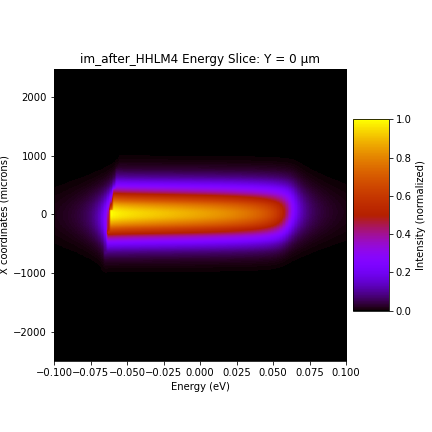 im_after_HHLM4 Energy Slice: Y = 0 μm
2000
1000
0
−1000
−2000
X coordinates (microns)
−0.100 −0.075 −0.050 −0.025 0.000 0.025 0.050 0.075 0.100
Energy (eV)
1.0
0.8
0.6
0.4
0.2
0.0
Intensity (normalized)